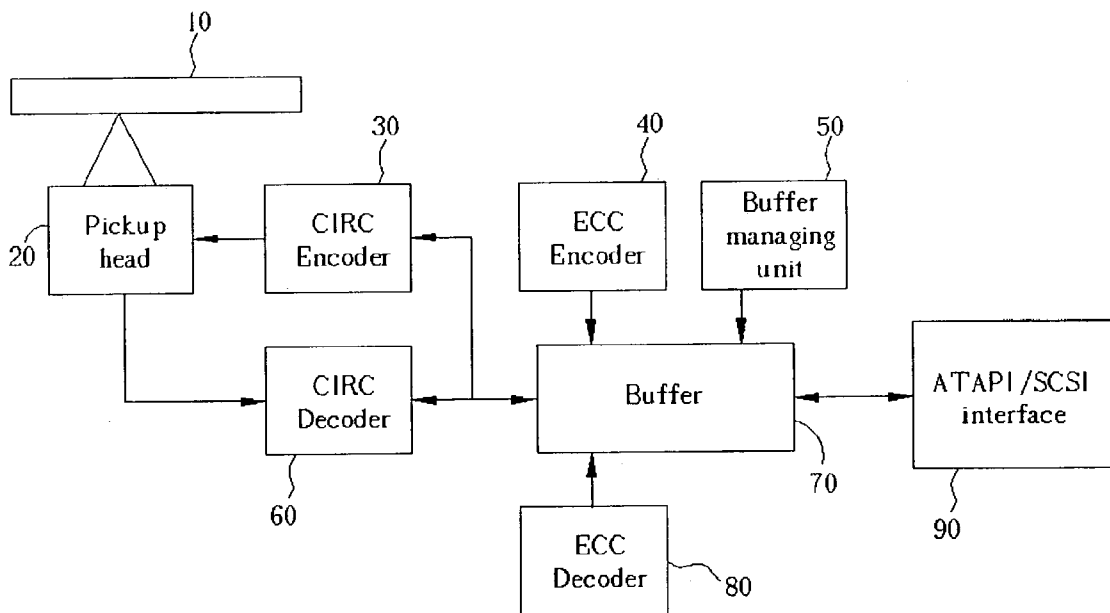 10
30
40
50
Pickup
head
20
CIRC
Encoder
ECC
Encoder
Buffer
managing
unit
CIRC
Decoder
60
Buffer
70
ATAPI/SCSI
interface
90
ECC
Decoder
80